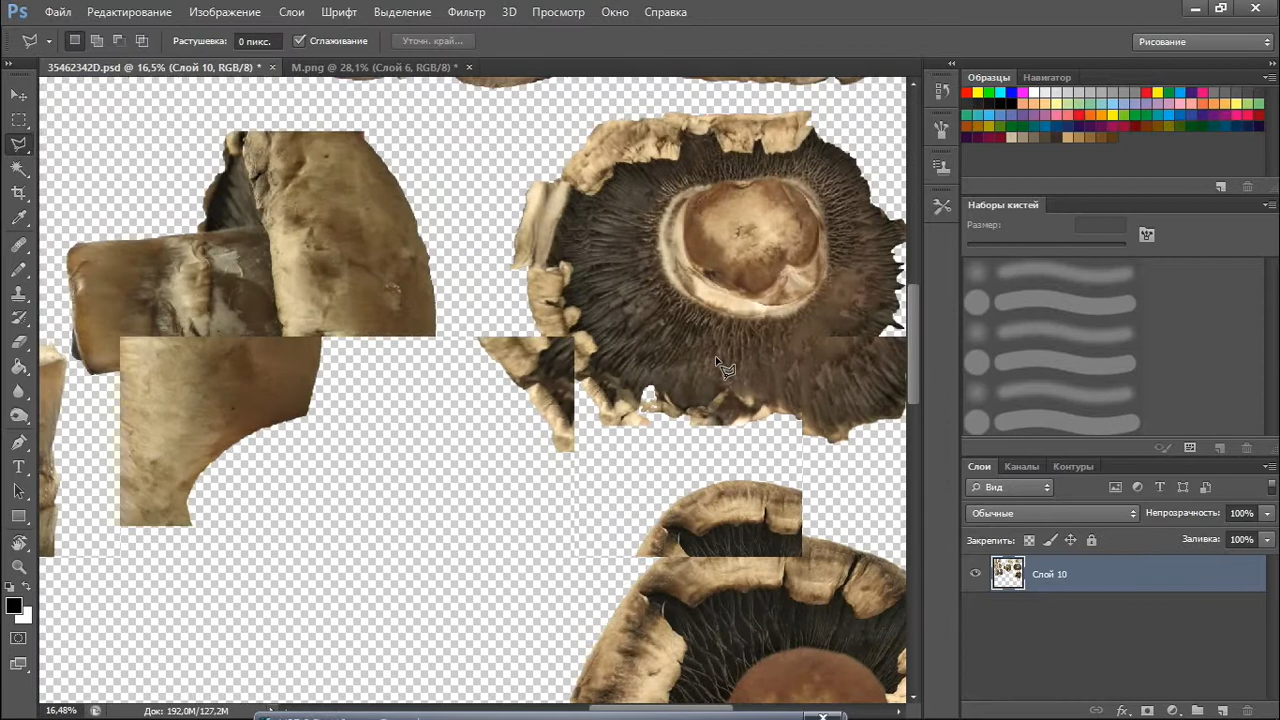 Ps Файл Редактирование Изображение Слои Шрифт Выделение Фильтр 3D Просмотр Окно Справка
Растушевка: 0 пикс. Сглаживание Уточн. край... Рисование
35462342D.psd @ 16,5% (Слой 10, RGB/8) * × M.png @ 28,1% (Слой 6, RGB/8) * ×
Образцы Навигатор
Наборы кистей
Размер:
Слои Каналы Контуры
Вид
Обычные Непрозрачность: 100%
Закрепить: Заливка: 100%
Слой 10
16,48% Док: 192,0M/127,2M